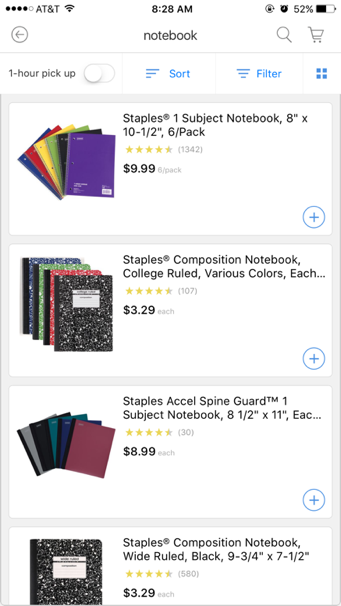 AT&T 8:28 AM 52%
notebook
1-hour pick up Sort Filter
Staples® 1 Subject Notebook, 8" x
10-1/2", 6/Pack
(1342)
$9.99 6/pack
Staples® Composition Notebook,
College Ruled, Various Colors, Each...
(107)
$3.29 each
Staples Accel Spine Guard™ 1
Subject Notebook, 8 1/2" x 11", Eac...
(30)
$8.99 each
Staples® Composition Notebook,
Wide Ruled, Black, 9-3/4" x 7-1/2"
wide ruled
(580)
$3.29 each